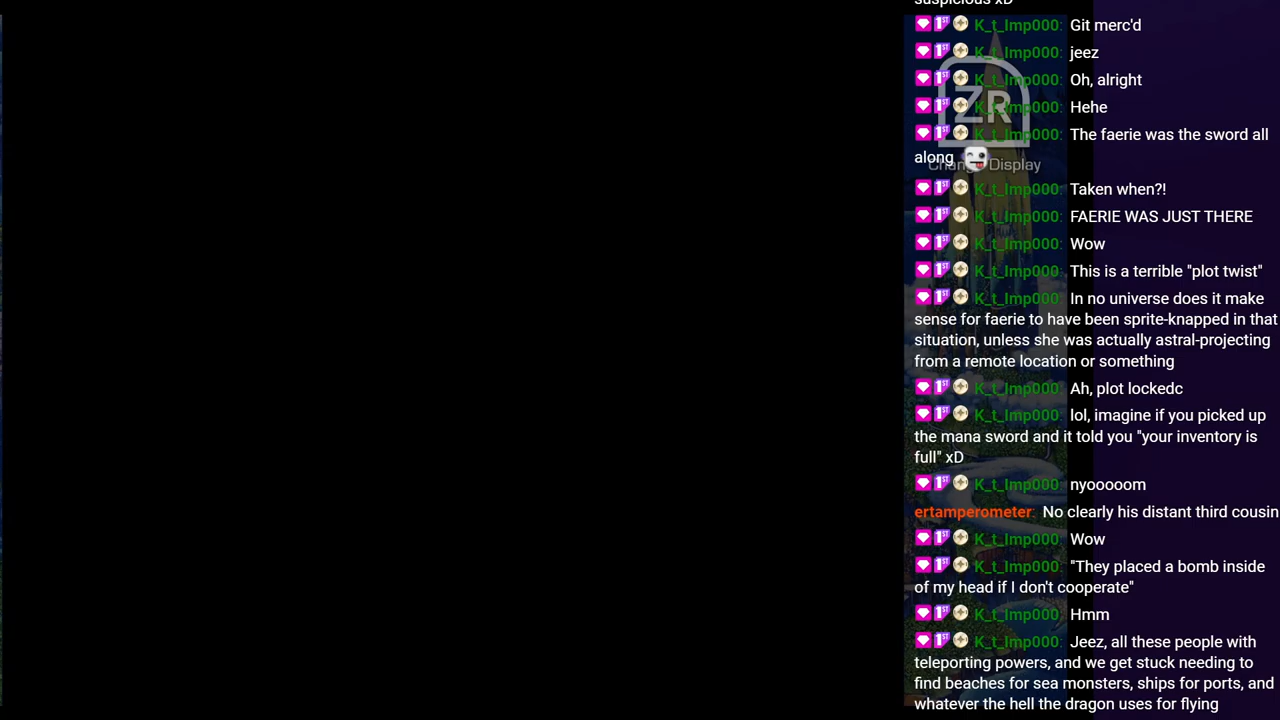 suspicious xD
K_t_Imp000: Git merc'd
K_t_Imp000: jeez
K_t_Imp000: Oh, alright
ZR
K_t_Imp000: Hehe
K_t_Imp000: The faerie was the sword all
along
Display
K_t_Imp000: Taken when?!
K_t_Imp000: FAERIE WAS JUST THERE
K_t_Imp000: Wow
K_t_Imp000: This is a terrible "plot twist"
K_t_Imp000: In no universe does it make
sense for faerie to have been sprite-knapped in that
situation, unless she was actually astral-projecting
from a remote location or something
K_t_Imp000: Ah, plot lockedc
K_t_Imp000: lol, imagine if you picked up
the mana sword and it told you "your inventory is
full" xD
K_t_Imp000: nyooooom
ertamperometer: No clearly his distant third cousin
K_t_Imp000: Wow
K_t_Imp000: "They placed a bomb inside
of my head if I don't cooperate"
K_t_Imp000: Hmm
K_t_Imp000: Jeez, all these people with
teleporting powers, and we get stuck needing to
find beaches for sea monsters, ships for ports, and
whatever the hell the dragon uses for flying